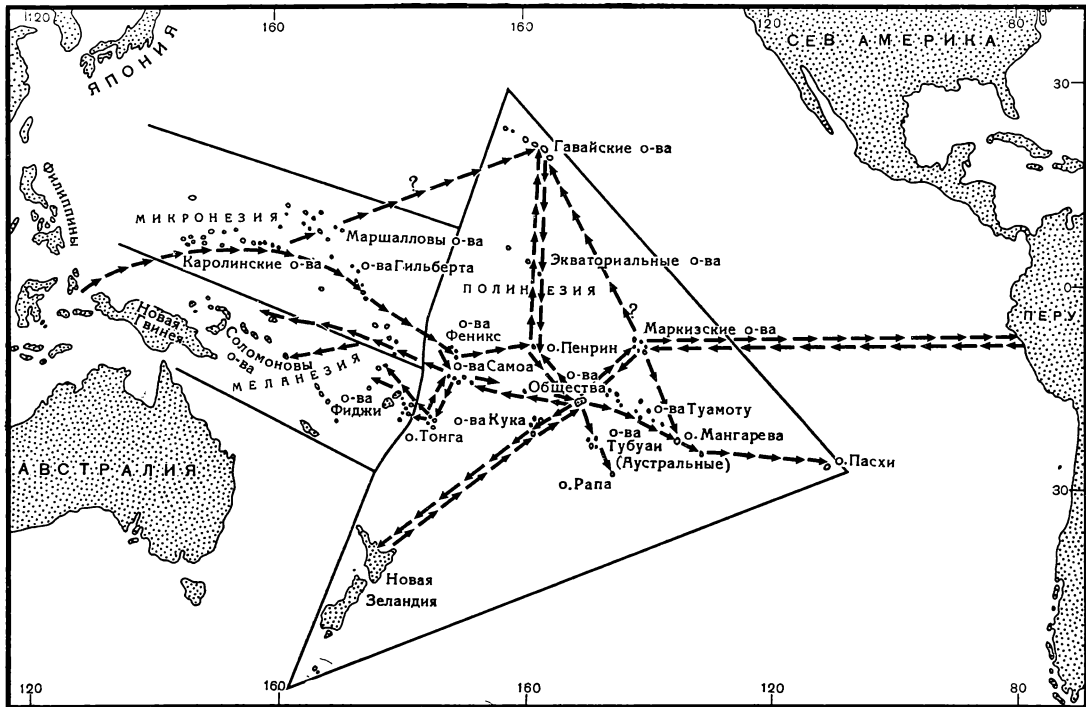 120
160
160
120
80
ЯПОНИЯ
СЕВ АМЕРИКА
30
Гавайские о-ва
?
Филиппины
МИКРОНЕЗИЯ
Маршалловы о-ва
Каролинские о-ва
о-ва Гильберта
Экваториальные о-ва
ПОЛИНЕЗИЯ
0
?
ПЕРУ
Новая
Гвинея
Соломоновы
о-ва
МЕЛАНЕЗИЯ
о-ва
Феникс
о. Пенрин
Маркизские о-ва
о-ва Самоа
о-ва
Общества
о-ва
Фиджи
о. Тонга
о-ва Кука
о-ва Туамоту
о-ва
Тубуаи
(Аустральные)
о. Мангарева
о. Пасхи
о. Рапа
АВСТРАЛИЯ
30
Новая
Зеландия
120
160
160
120
80